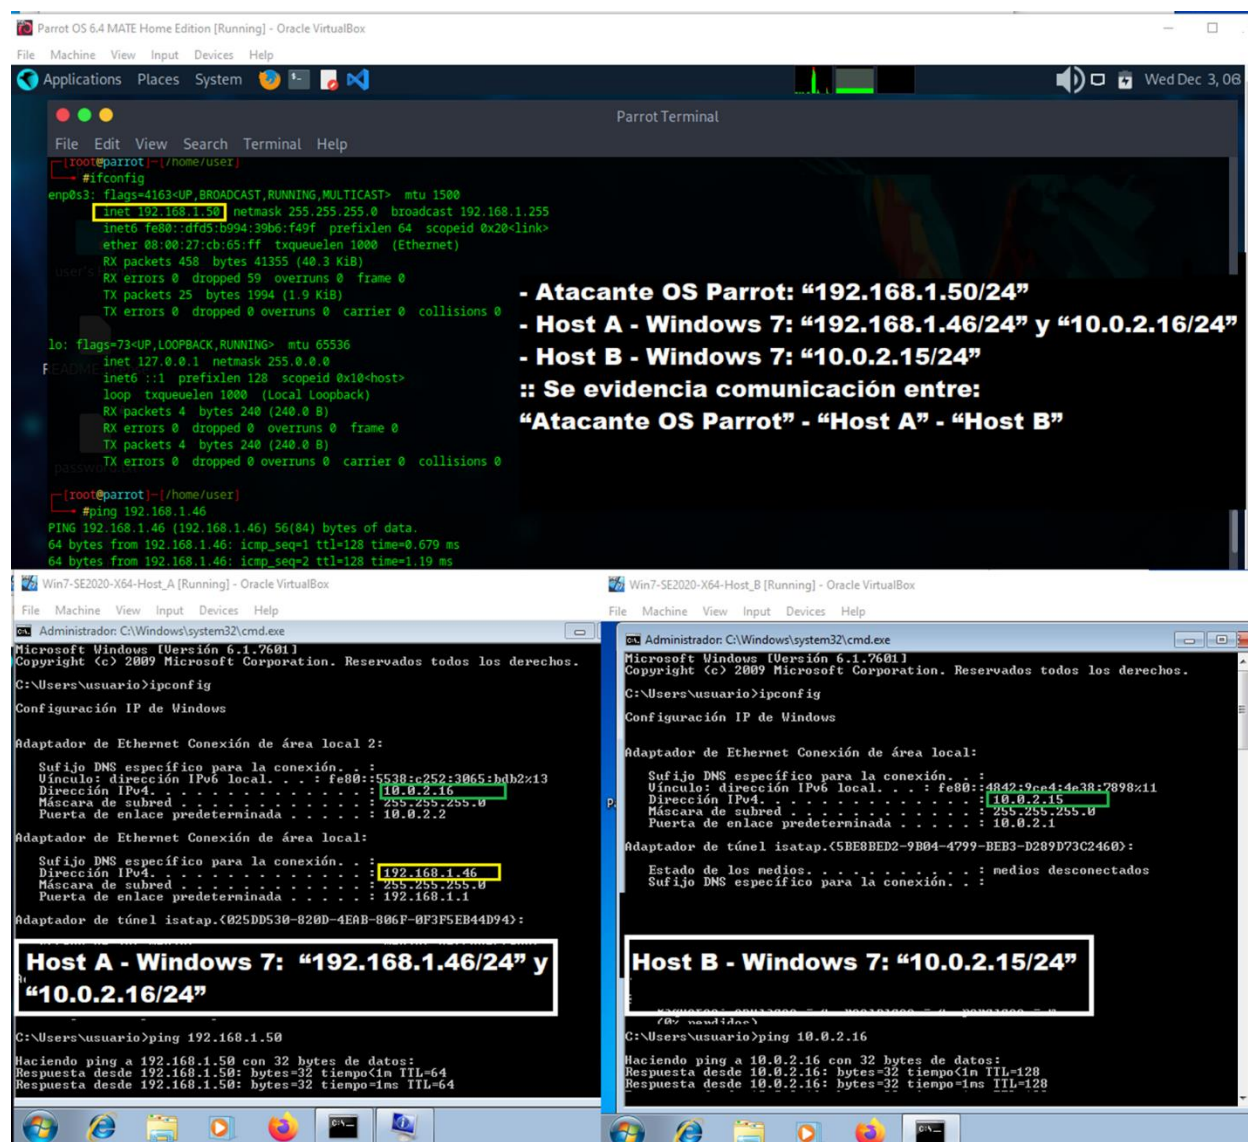 Parrot OS 6.4 MATE Home Edition [Running] - Oracle VirtualBox
File Machine View Input Devices Help
Applications Places System
Wed Dec 3, 06
Parrot Terminal
File Edit View Search Terminal Help
[root@parrot]-[/home/user]
#ifconfig
enp0s3: flags=4163<UP,BROADCAST,RUNNING,MULTICAST> mtu 1500
inet 192.168.1.50 netmask 255.255.255.0 broadcast 192.168.1.255
inet6 fe80::dfd5:b994:39b6:f49f prefixlen 64 scopeid 0x20<link>
ether 08:00:27:cb:65:ff txqueuelen 1000 (Ethernet)
RX packets 458 bytes 41355 (40.3 KiB)
RX errors 0 dropped 59 overruns 0 frame 0
TX packets 25 bytes 1994 (1.9 KiB)
TX errors 0 dropped 0 overruns 0 carrier 0 collisions 0
lo: flags=73<UP,LOOPBACK,RUNNING> mtu 65536
inet 127.0.0.1 netmask 255.0.0.0
inet6 ::1 prefixlen 128 scopeid 0x10<host>
loop txqueuelen 1000 (Local Loopback)
RX packets 4 bytes 240 (240.0 B)
RX errors 0 dropped 0 overruns 0 frame 0
TX packets 4 bytes 240 (240.0 B)
TX errors 0 dropped 0 overruns 0 carrier 0 collisions 0
[root@parrot]-[/home/user]
#ping 192.168.1.46
PING 192.168.1.46 (192.168.1.46) 56(84) bytes of data.
64 bytes from 192.168.1.46: icmp_seq=1 ttl=128 time=0.679 ms
64 bytes from 192.168.1.46: icmp_seq=2 ttl=128 time=1.19 ms
- Atacante OS Parrot: “192.168.1.50/24”
- Host A - Windows 7: “192.168.1.46/24” y “10.0.2.16/24”
- Host B - Windows 7: “10.0.2.15/24”
:: Se evidencia comunicación entre:
“Atacante OS Parrot” - “Host A” - “Host B”
Win7-SE2020-X64-Host_A [Running] - Oracle VirtualBox
File Machine View Input Devices Help
Administrador: C:\Windows\system32\cmd.exe
Microsoft Windows [Versión 6.1.7601]
Copyright (c) 2009 Microsoft Corporation. Reservados todos los derechos.
C:\Users\usuario>ipconfig
Configuración IP de Windows
Adaptador de Ethernet Conexión de área local 2:
Sufijo DNS específico para la conexión. . :
Vínculo: dirección IPv6 local. . . : fe80::5538:c252:3065:bdb2%13
Dirección IPv4. . . . . . . . . . . . . . : 10.0.2.16
Máscara de subred . . . . . . . . . . . . : 255.255.255.0
Puerta de enlace predeterminada . . . . . : 10.0.2.2
Adaptador de Ethernet Conexión de área local:
Sufijo DNS específico para la conexión. . :
Dirección IPv4. . . . . . . . . . . . . . : 192.168.1.46
Máscara de subred . . . . . . . . . . . . : 255.255.255.0
Puerta de enlace predeterminada . . . . . : 192.168.1.1
Adaptador de túnel isatap.{025DD530-820D-4EAB-806F-0F3F5EB44D94}:
Host A - Windows 7: “192.168.1.46/24” y
“10.0.2.16/24”
C:\Users\usuario>ping 192.168.1.50
Haciendo ping a 192.168.1.50 con 32 bytes de datos:
Respuesta desde 192.168.1.50: bytes=32 tiempo<1m TTL=64
Respuesta desde 192.168.1.50: bytes=32 tiempo=1ms TTL=64
Win7-SE2020-X64-Host_B [Running] - Oracle VirtualBox
File Machine View Input Devices Help
Administrador: C:\Windows\system32\cmd.exe
Microsoft Windows [Versión 6.1.7601]
Copyright (c) 2009 Microsoft Corporation. Reservados todos los derechos.
C:\Users\usuario>ipconfig
Configuración IP de Windows
Adaptador de Ethernet Conexión de área local:
Sufijo DNS específico para la conexión. . :
Vínculo: dirección IPv6 local. . . : fe80::4842:9ce4:4e38:7898%11
Dirección IPv4. . . . . . . . . . . . . . : 10.0.2.15
Máscara de subred . . . . . . . . . . . . : 255.255.255.0
Puerta de enlace predeterminada . . . . . : 10.0.2.1
Adaptador de túnel isatap.{5BE8BED2-9B04-4799-BEB3-D289D73C2460}:
Estado de los medios. . . . . . . . . . . : medios desconectados
Sufijo DNS específico para la conexión. . :
Host B - Windows 7: “10.0.2.15/24”
(0% perdidos)
C:\Users\usuario>ping 10.0.2.16
Haciendo ping a 10.0.2.16 con 32 bytes de datos:
Respuesta desde 10.0.2.16: bytes=32 tiempo<1m TTL=128
Respuesta desde 10.0.2.16: bytes=32 tiempo=1ms TTL=128